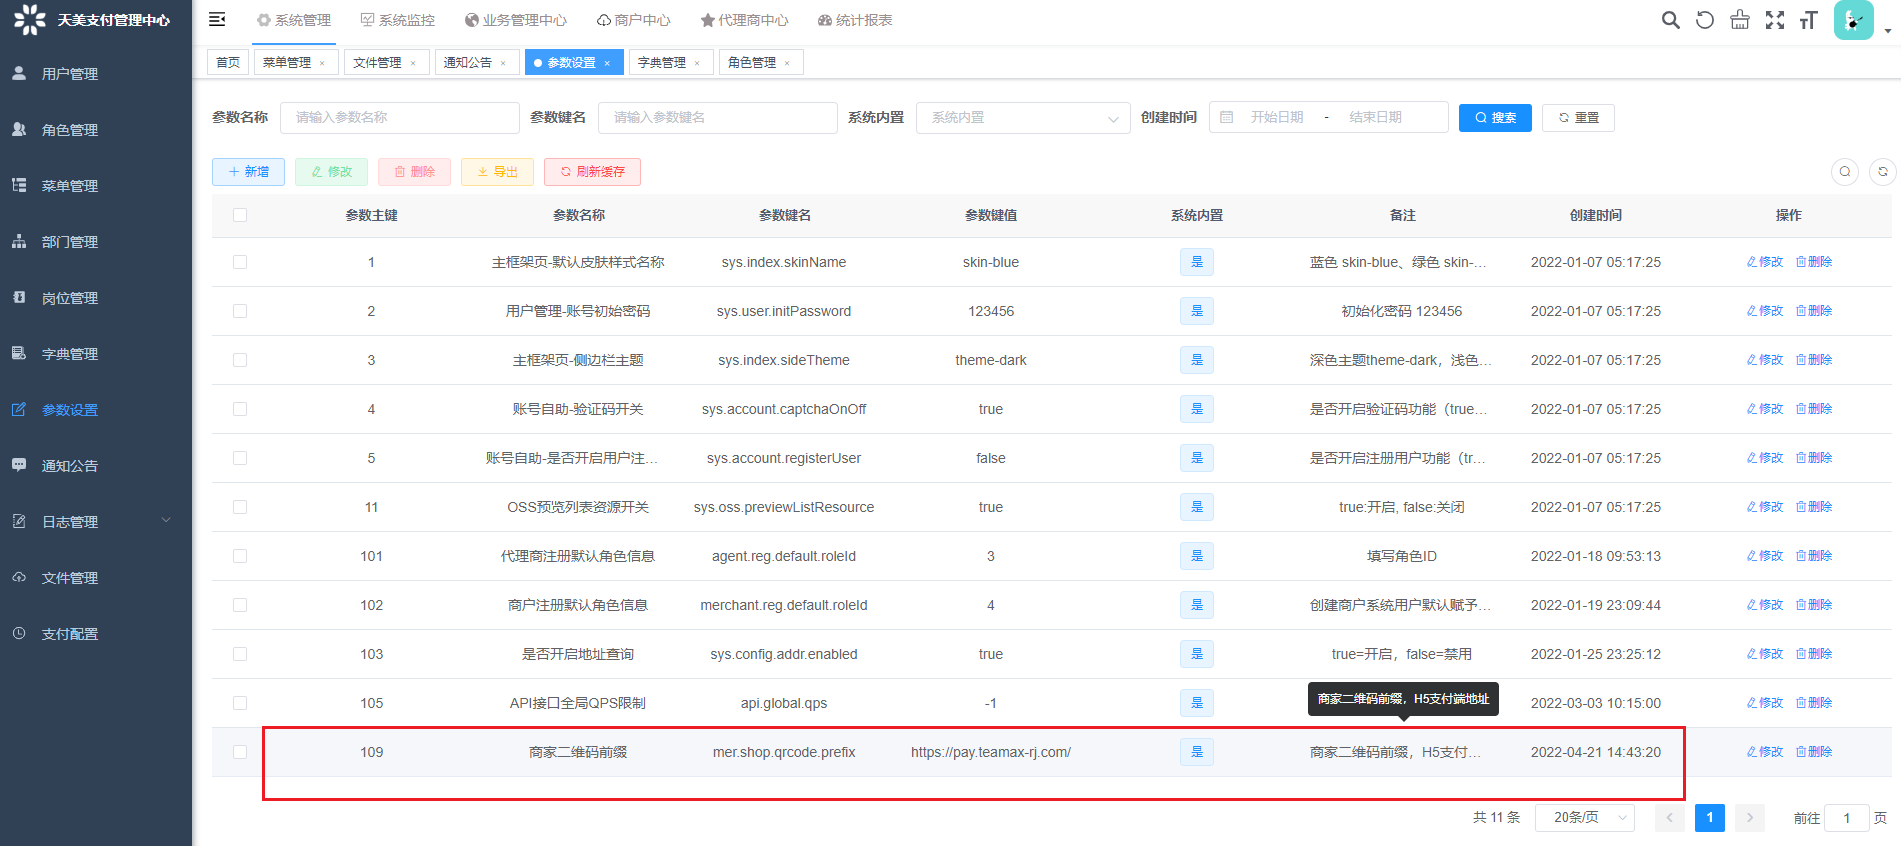 天美支付管理中心
系统管理 系统监控 业务管理中心 商户中心 代理商中心 统计报表
首页 菜单管理 × 文件管理 × 通知公告 × 参数设置 × 字典管理 × 角色管理 ×
用户管理
角色管理
菜单管理
部门管理
岗位管理
字典管理
参数设置
通知公告
日志管理
文件管理
支付配置
参数名称 请输入参数名称 参数键名 请输入参数键名 系统内置 系统内置 创建时间 开始日期 - 结束日期 搜索 重置
新增 修改 删除 导出 刷新缓存
参数主键 参数名称 参数键名 参数键值 系统内置 备注 创建时间 操作
1 主框架页-默认皮肤样式名称 sys.index.skinName skin-blue 是 蓝色 skin-blue、绿色 skin-... 2022-01-07 05:17:25 修改 删除
2 用户管理-账号初始密码 sys.user.initPassword 123456 是 初始化密码 123456 2022-01-07 05:17:25 修改 删除
3 主框架页-侧边栏主题 sys.index.sideTheme theme-dark 是 深色主题theme-dark，浅色... 2022-01-07 05:17:25 修改 删除
4 账号自助-验证码开关 sys.account.captchaOnOff true 是 是否开启验证码功能（true... 2022-01-07 05:17:25 修改 删除
5 账号自助-是否开启用户注... sys.account.registerUser false 是 是否开启注册用户功能（tr... 2022-01-07 05:17:25 修改 删除
11 OSS预览列表资源开关 sys.oss.previewListResource true 是 true:开启, false:关闭 2022-01-07 05:17:25 修改 删除
101 代理商注册默认角色信息 agent.reg.default.roleId 3 是 填写角色ID 2022-01-18 09:53:13 修改 删除
102 商户注册默认角色信息 merchant.reg.default.roleId 4 是 创建商户系统用户默认赋予... 2022-01-19 23:09:44 修改 删除
103 是否开启地址查询 sys.config.addr.enabled true 是 true=开启，false=禁用 2022-01-25 23:25:12 修改 删除
105 API接口全局QPS限制 api.global.qps -1 是 商家二维码前缀，H5支付端地址 2022-03-03 10:15:00 修改 删除
109 商家二维码前缀 mer.shop.qrcode.prefix https://pay.teamax-rj.com/ 是 商家二维码前缀，H5支付... 2022-04-21 14:43:20 修改 删除
共 11 条 20条/页 1 前往 1 页